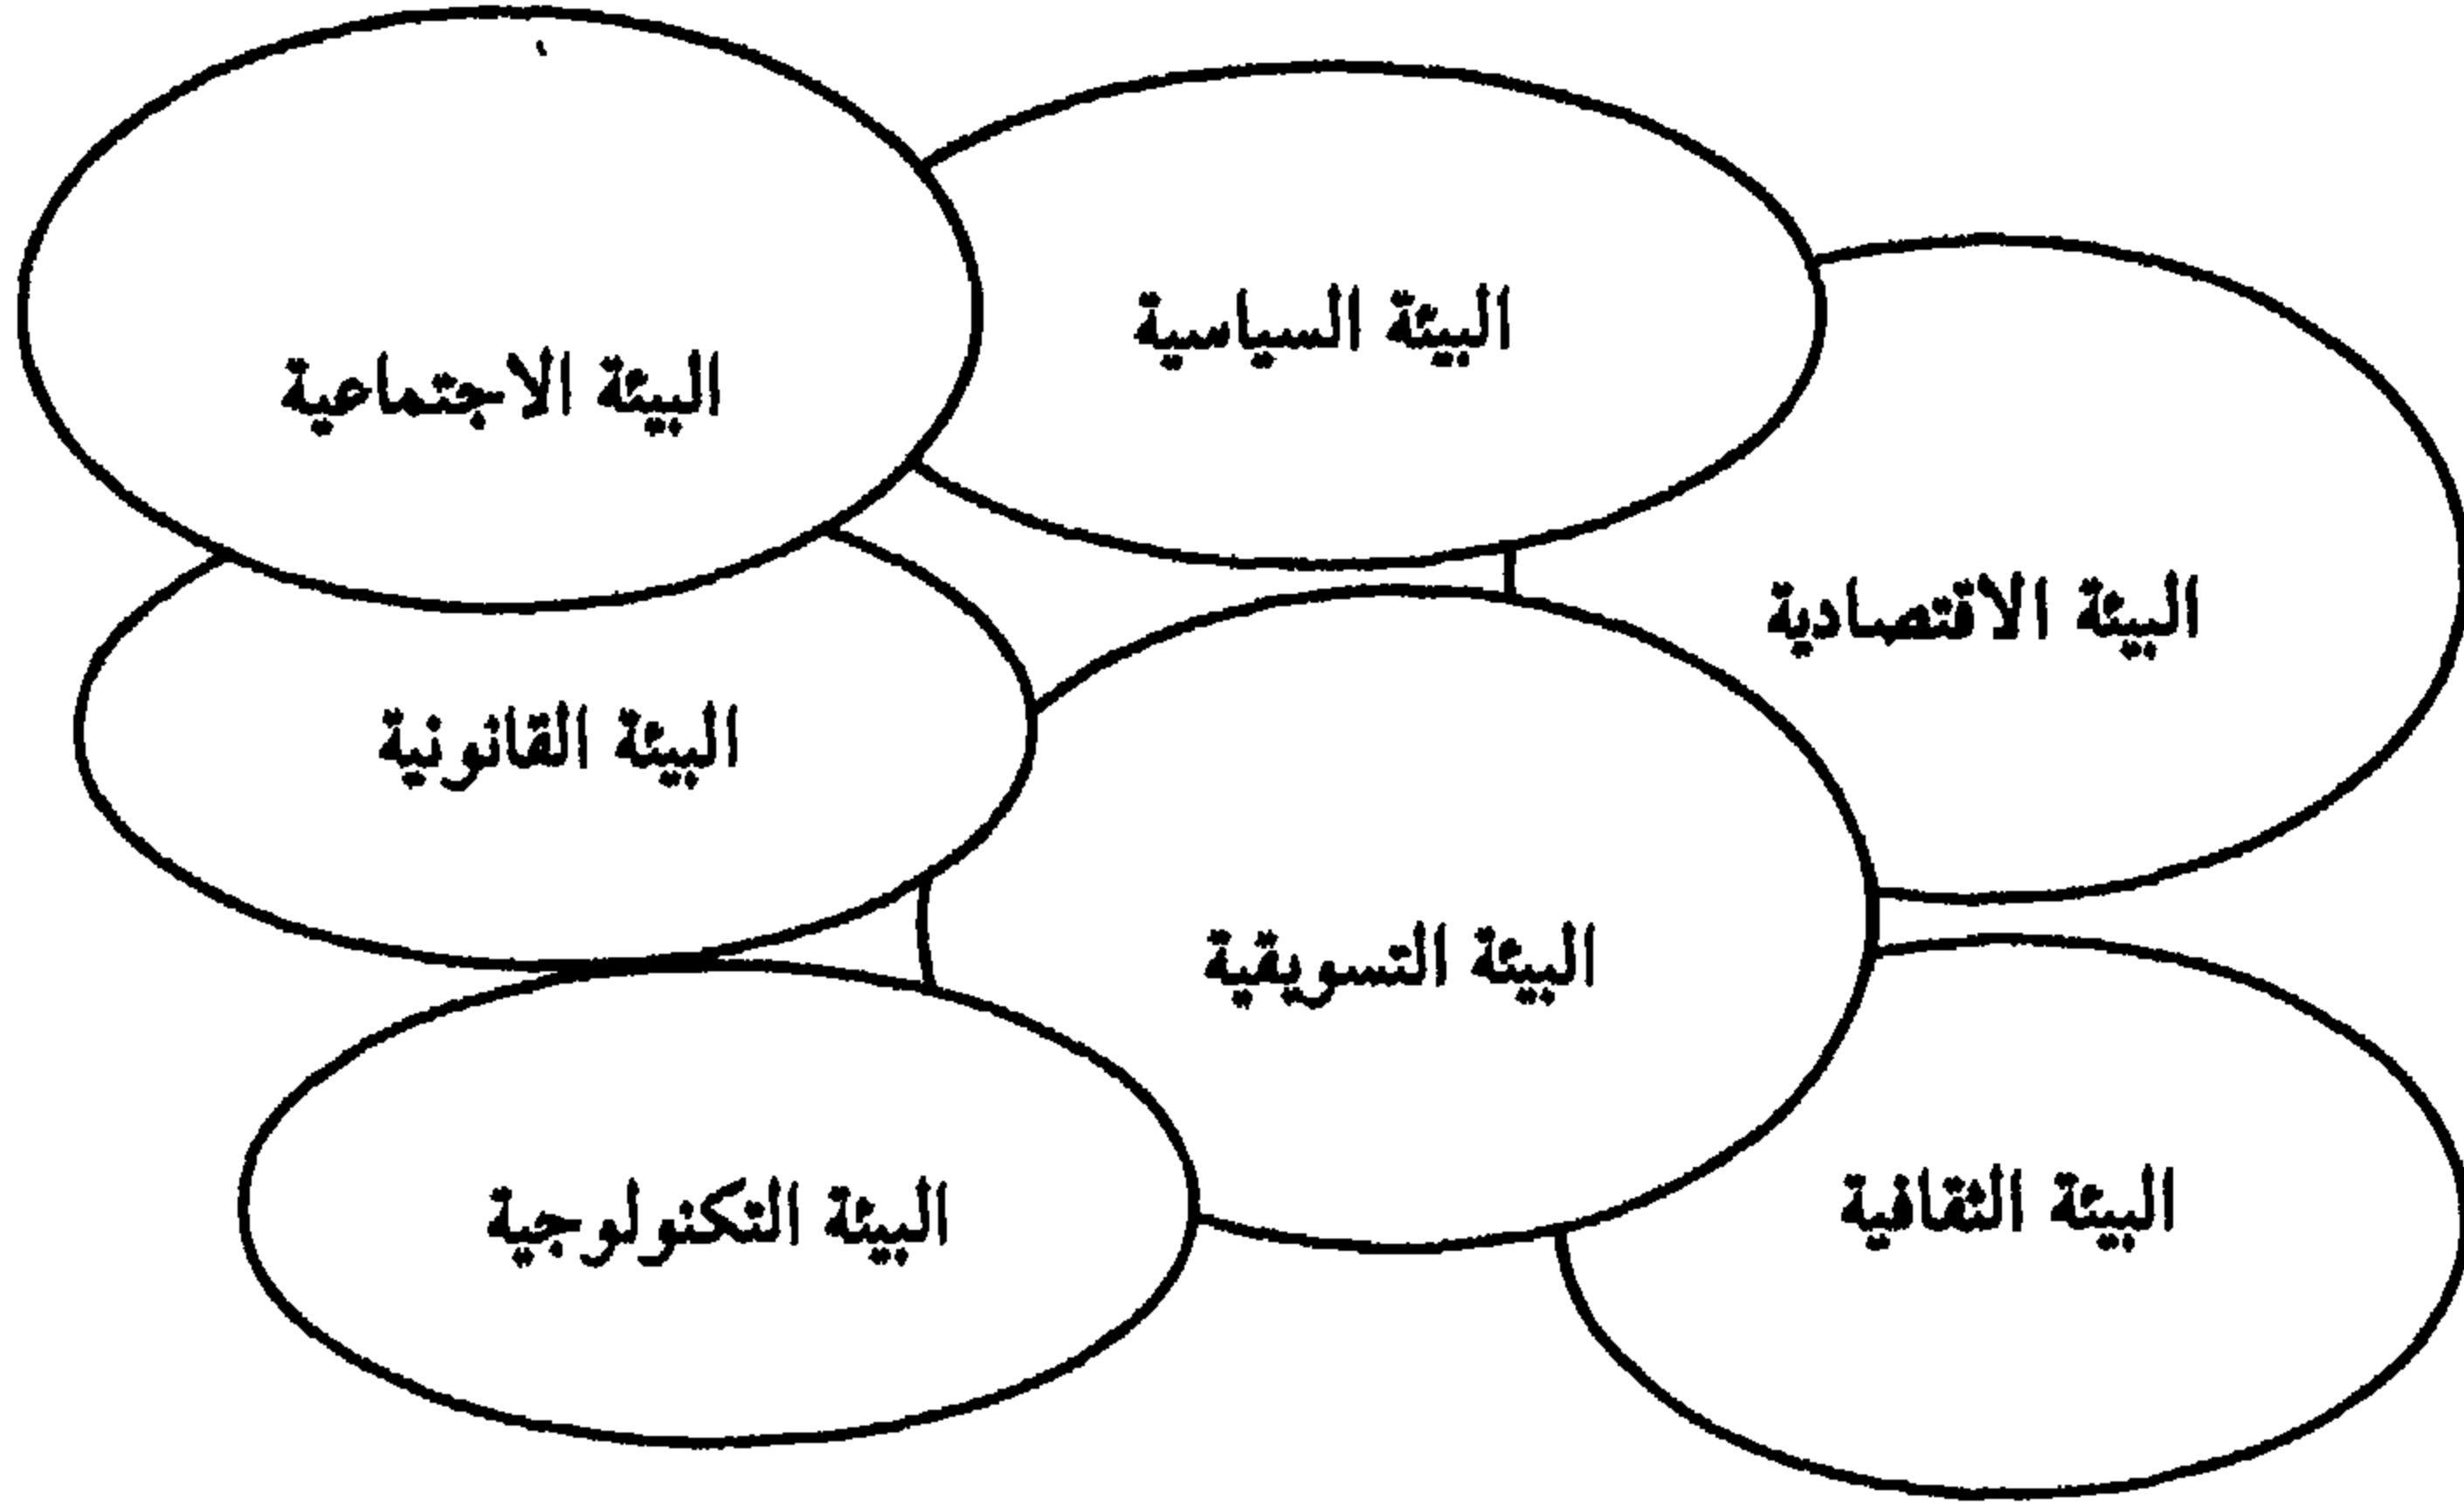 البيئة السياسية
البيئة الاجتماعية
البيئة الاقتصادية
البيئة القانونية
البيئة التسويقية
البيئة الثقافية
البيئة التكنولوجية